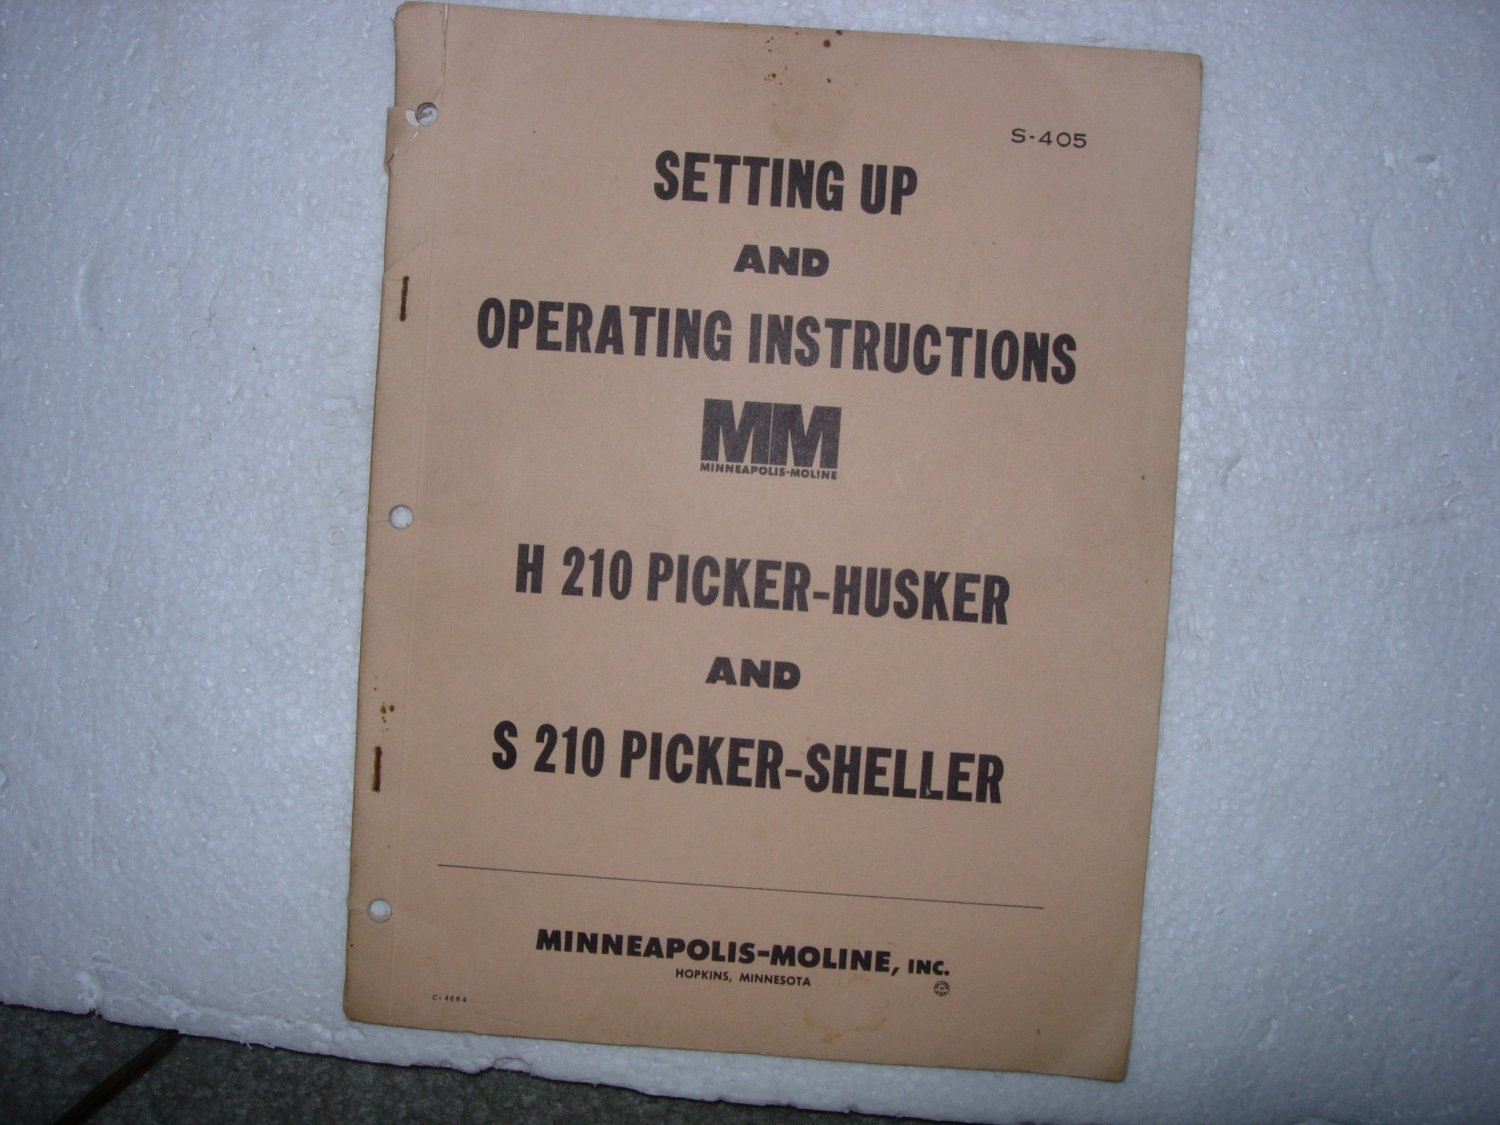 S-405
SETTING UP
AND
OPERATING INSTRUCTIONS
MM
MINNEAPOLIS-MOLINE
H 210 PICKER-HUSKER
AND
S 210 PICKER-SHELLER
MINNEAPOLIS-MOLINE, INC.
HOPKINS, MINNESOTA
C-4684